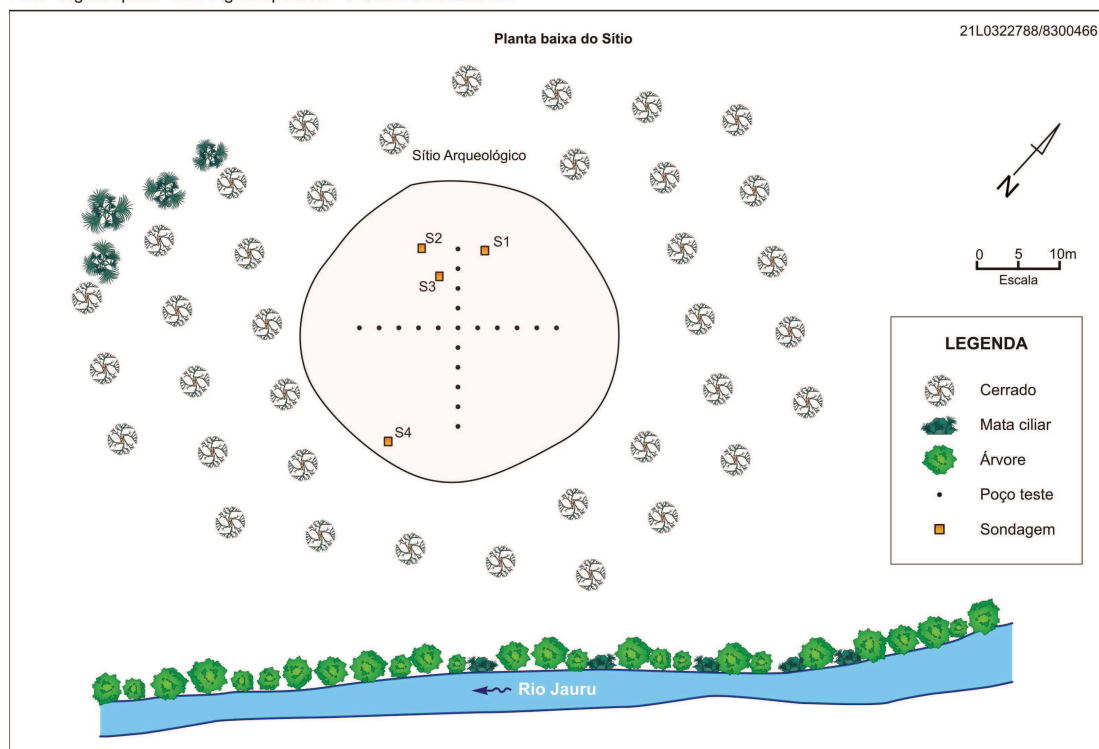 Planta baixa do Sítio
21L0322788/8300466
Sítio Arqueológico
N
S2
S1
S3
0 5 10m
Escala
LEGENDA
Cerrado
Mata ciliar
Árvore
Poço teste
Sondagem
S4
Rio Jauru